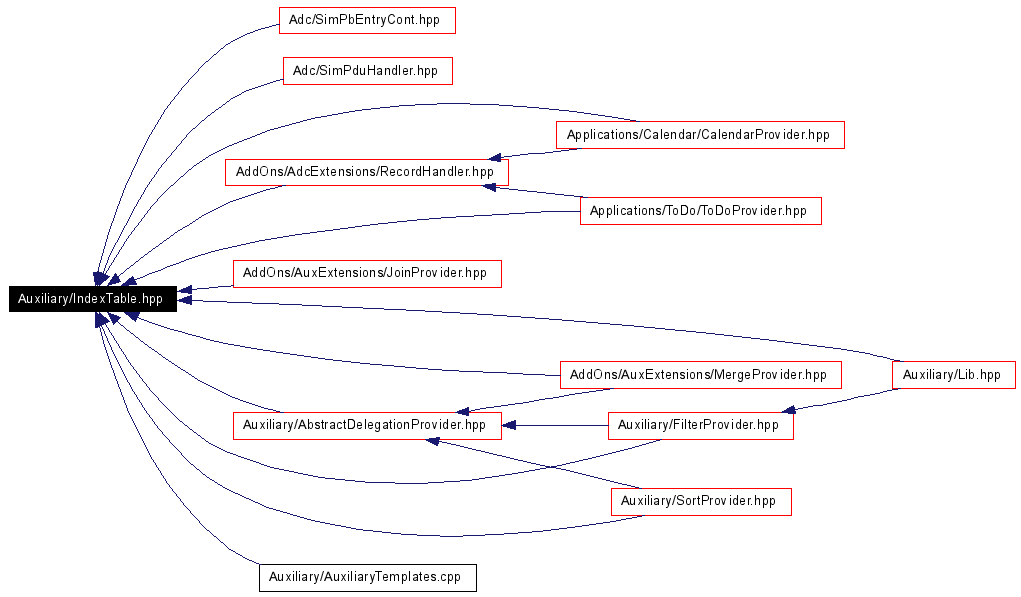 Adc/SimPbEntryCont.hpp
Adc/SimPduHandler.hpp
Applications/Calendar/CalendarProvider.hpp
AddOns/AdcExtensions/RecordHandler.hpp
Applications/ToDo/ToDoProvider.hpp
AddOns/AuxExtensions/JoinProvider.hpp
Auxiliary/IndexTable.hpp
AddOns/AuxExtensions/MergeProvider.hpp
Auxiliary/Lib.hpp
Auxiliary/AbstractDelegationProvider.hpp
Auxiliary/FilterProvider.hpp
Auxiliary/SortProvider.hpp
Auxiliary/AuxiliaryTemplates.cpp